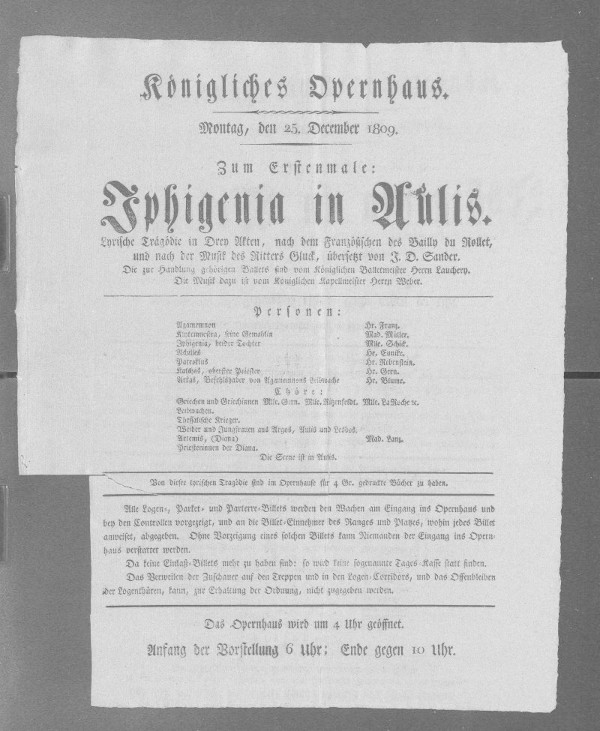 Königliches Opernhaus.
Montag, den 25. December 1809.
Zum Erstenmale:
Iphigenia in Aulis.
Lyrische Tragödie in Drey Akten, nach dem Französischen des Bailly du Rollet,
und nach der Musik des Ritters Gluck, übersetzt von J. D. Sander.
Die zur Handlung gehörigen Ballets sind vom Königlichen Balletmeister Herrn Lauchery.
Die Musik dazu ist vom Königlichen Kapellmeister Herrn Weber.
Personen:
Agamemnon Hr. Franz.
Klytemnestra, seine Gemahlin Mad. Müller.
Iphigenia, beider Tochter Mlle. Schick.
Achilles Hr. Eunike.
Patroklus Hr. Rebenstein.
Kalchas, oberster Priester Hr. Gern.
Arkas, Befehlshaber von Agamemnons Leibwache Hr. Blume.
Chöre:
Griechen und Griechinnen Mlle. Gern. Mlle. Ritzenfeldt. Mlle. LaRoche ec.
Leibwachen.
Thessalische Krieger.
Weiber und Jungfrauen aus Argos, Aulis und Lesbos.
Artemis, (Diana) Mad. Lanz.
Priesterinnen der Diana.
Die Scene ist in Aulis.
Von dieser lyrischen Tragödie sind im Opernhause für 4 Gr. gedruckte Bücher zu haben.
Alle Logen-, Parket- und Parterre-Billets werden den Wachen am Eingang ins Opernhaus und
bey den Controllen vorgezeigt, und an die Billet-Einnehmer des Ranges und Platzes, wohin jedes Billet
anweiset, abgegeben. Ohne Vorzeigung eines solchen Billets kann Niemanden der Eingang ins Opern-
haus verstattet werden.
Da keine Einlaß-Billets mehr zu haben sind: so wird keine sogenannte Tages-Kasse statt finden.
Das Verweilen der Zuschauer auf den Treppen und in den Logen-Corridors, und das Offenbleiben
der Logenthüren, kann, zur Erhaltung der Ordnung, nicht zugegeben werden.
Das Opernhaus wird um 4 Uhr geöffnet.
Anfang der Vorstellung 6 Uhr; Ende gegen 10 Uhr.